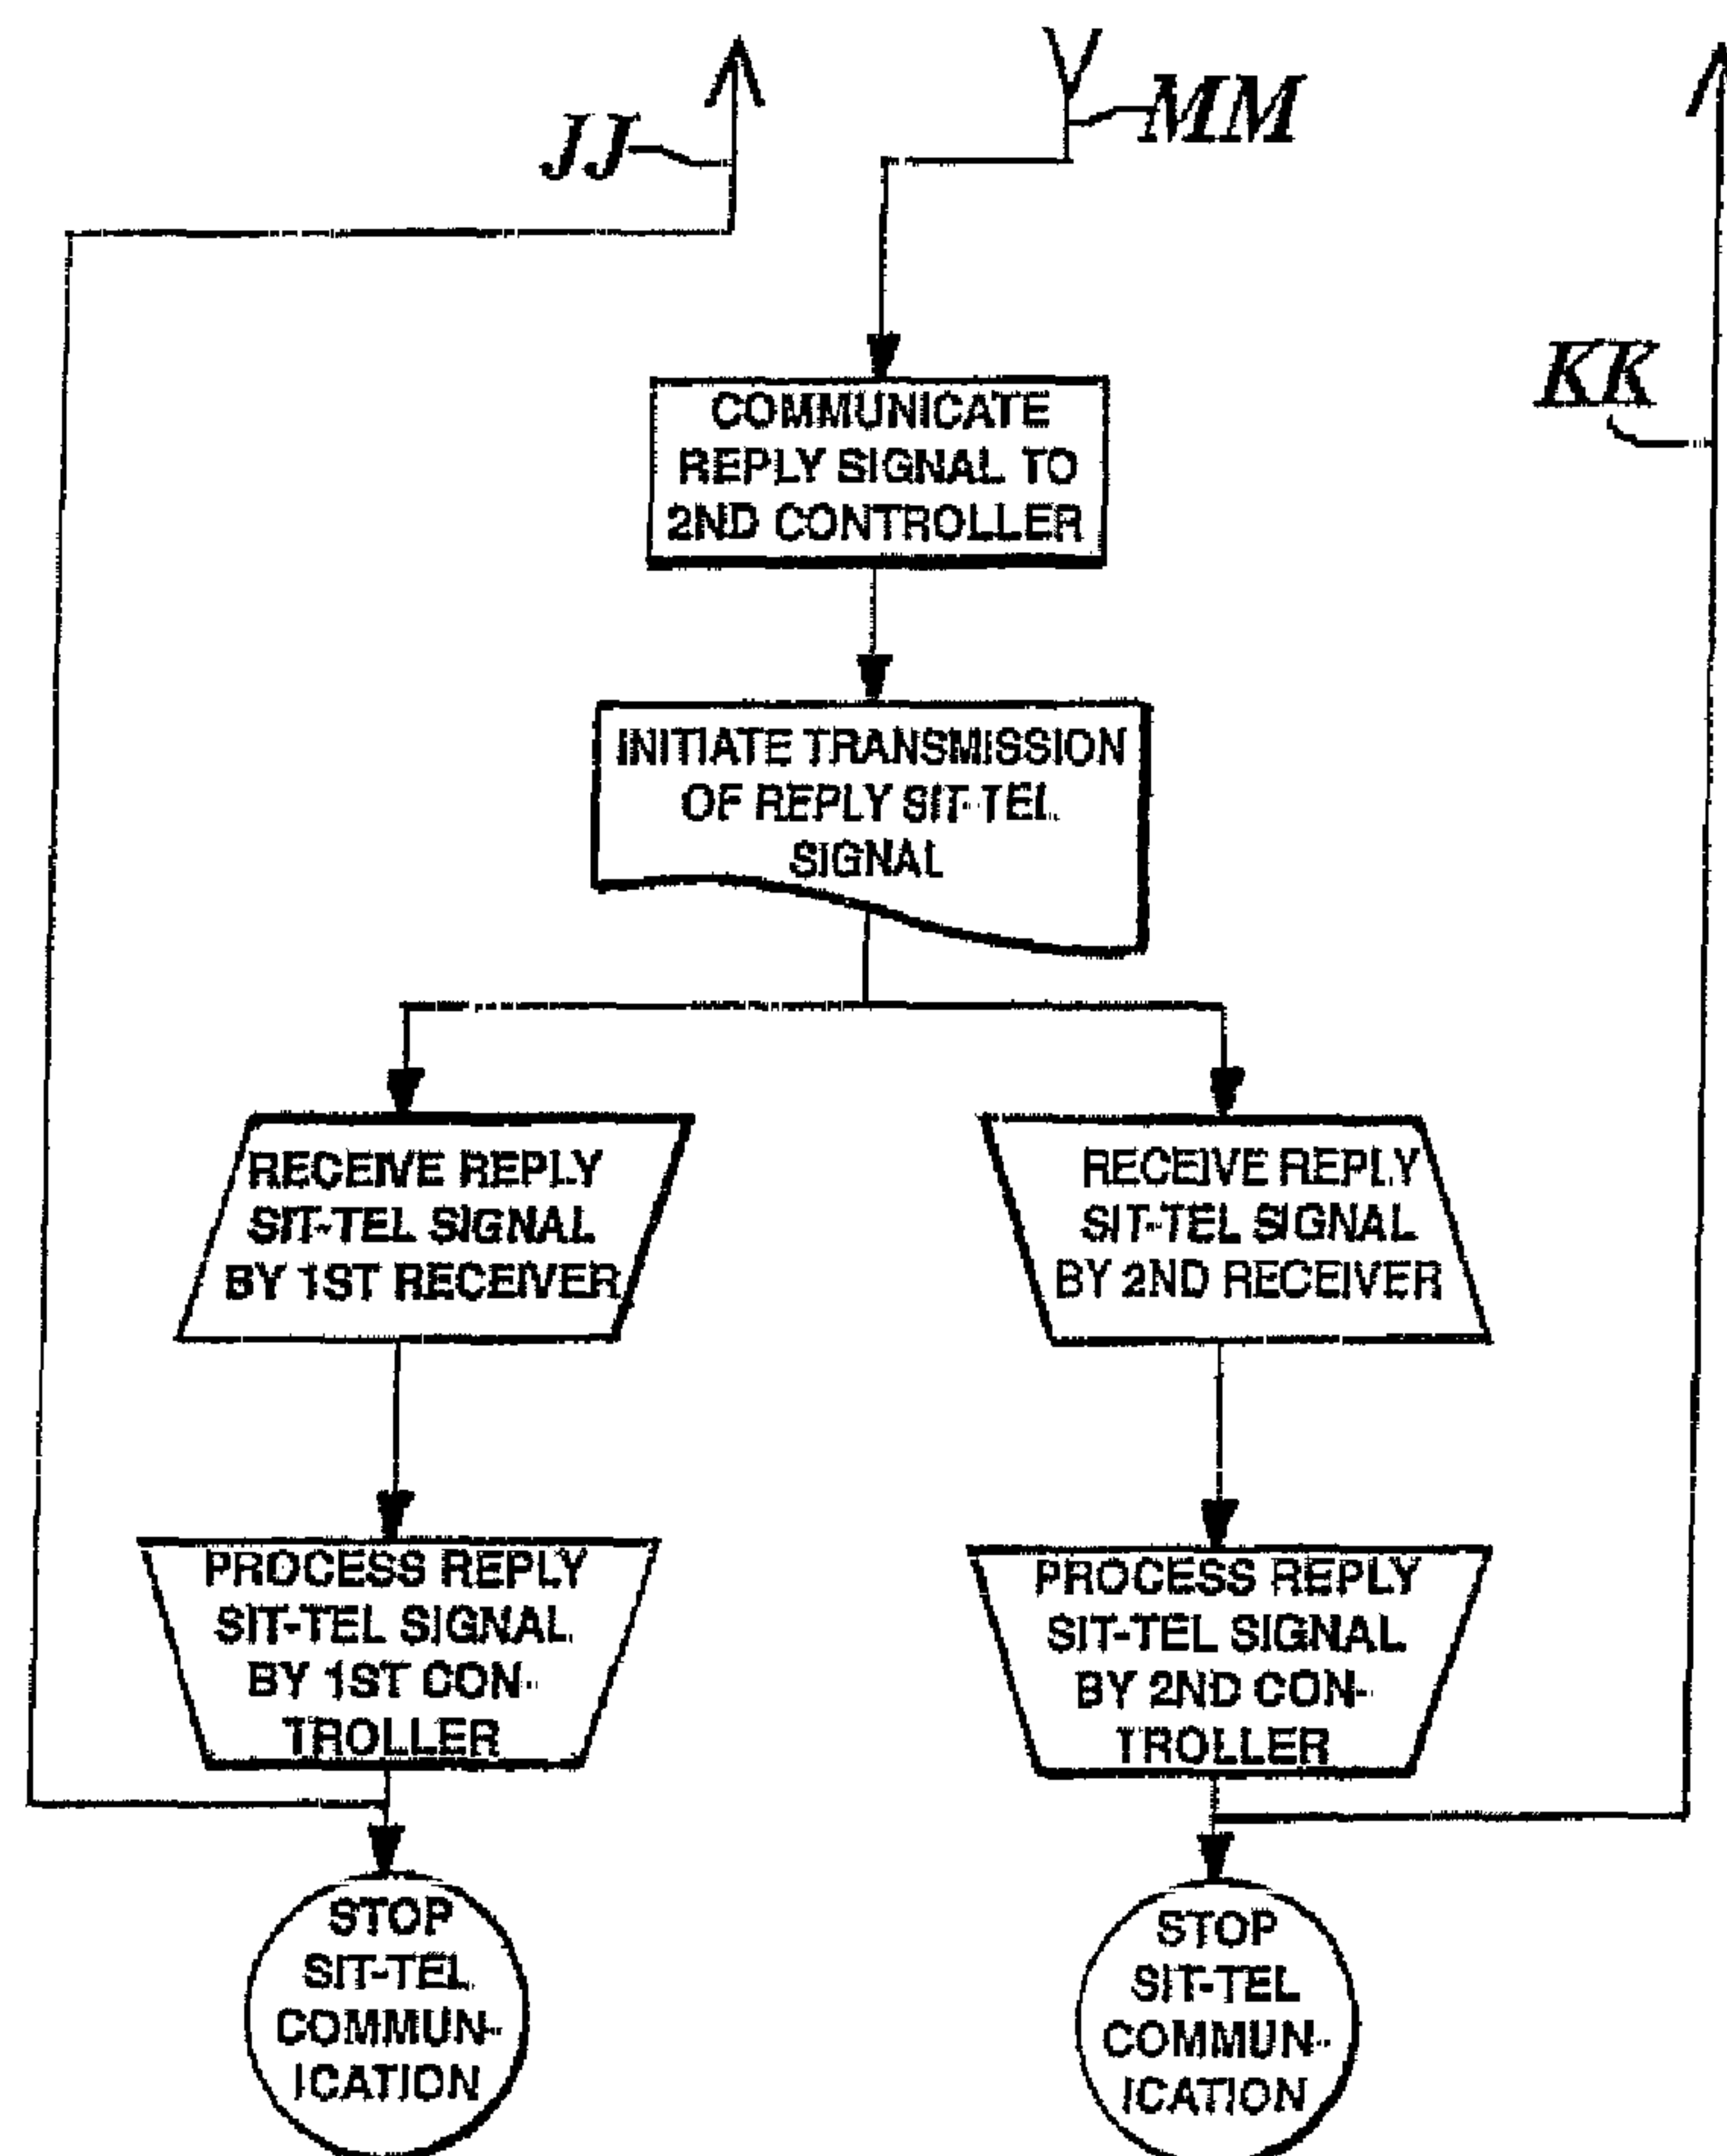 JJ
MM
KK
COMMUNICATE
REPLY SIGNAL TO
2ND CONTROLLER
INITIATE TRANSMISSION
OF REPLY SIT-TEL
SIGNAL
RECEIVE REPLY
SIT-TEL SIGNAL
BY 1ST RECEIVER
RECEIVE REPLY
SIT-TEL SIGNAL
BY 2ND RECEIVER
PROCESS REPLY
SIT-TEL SIGNAL
BY 1ST CON-
TROLLER
PROCESS REPLY
SIT-TEL SIGNAL
BY 2ND CON-
TROLLER
STOP
SIT-TEL
COMMUN-
ICATION
STOP
SIT-TEL
COMMUN-
ICATION